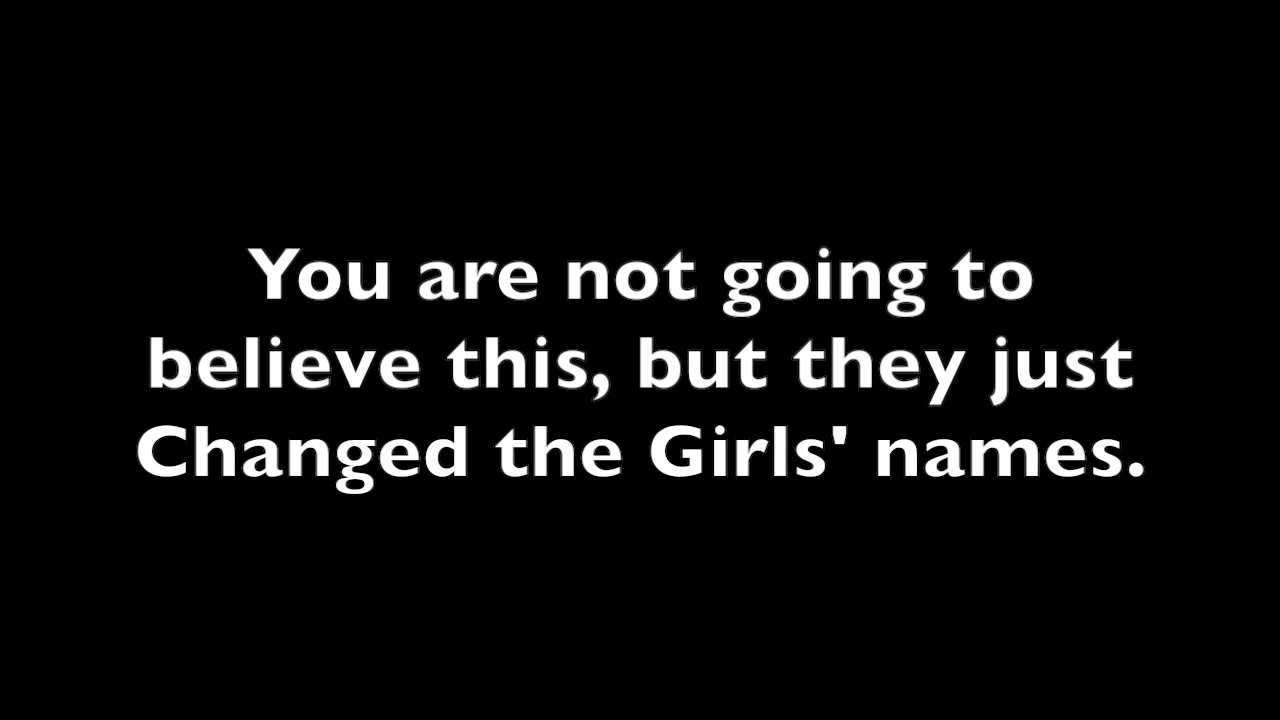 You are not going to
believe this, but they just
Changed the Girls' names.